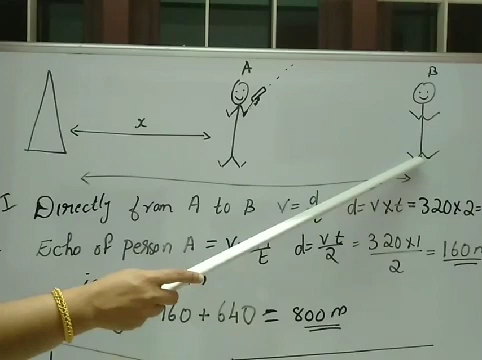 A
B
x
I Directly from A to B V = d d = v×t = 320×2 =
Echo of person A = v t d = vt/2 = 320×1/2 = 160m
160 + 640 = 800m